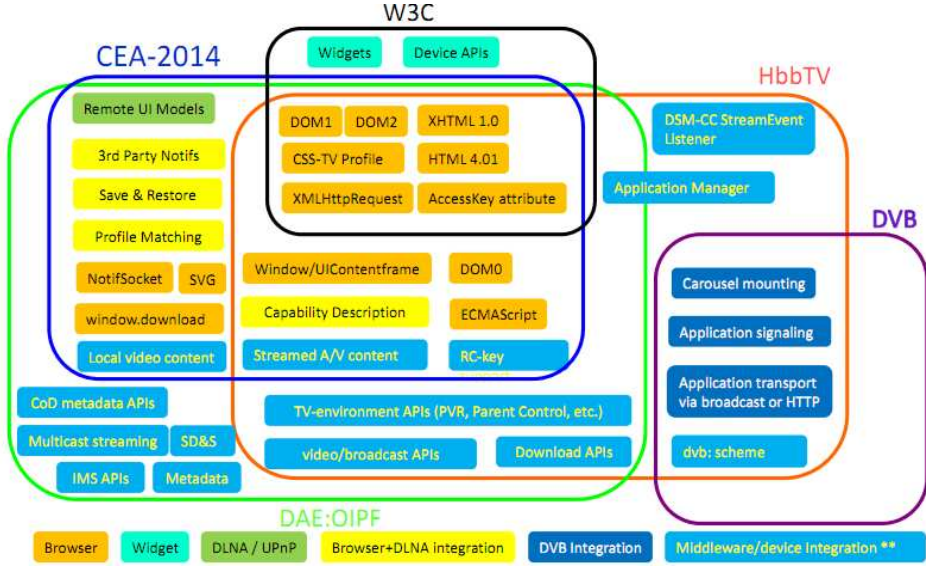 W3C
CEA-2014
Widgets
Device APIs
HbbTV
Remote UI Models
DOM1
DOM2
XHTML 1.0
DSM-CC StreamEvent
Listener
3rd Party Notifs
CSS-TV Profile
HTML 4.01
Save & Restore
XMLHttpRequest
AccessKey attribute
Application Manager
Profile Matching
DVB
NotifSocket
SVG
Window/UIContentframe
DOM0
Carousel mounting
window.download
Capability Description
ECMAScript
Application signaling
Local video content
Streamed A/V content
RC-key
Application transport
via broadcast or HTTP
CoD metadata APIs
TV-environment APIs (PVR, Parent Control, etc.)
Multicast streaming
SD&S
video/broadcast APIs
Download APIs
dvb: scheme
IMS APIs
Metadata
DAE:OIPF
Browser
Widget
DLNA / UPnP
Browser+DLNA integration
DVB Integration
Middleware/device Integration **